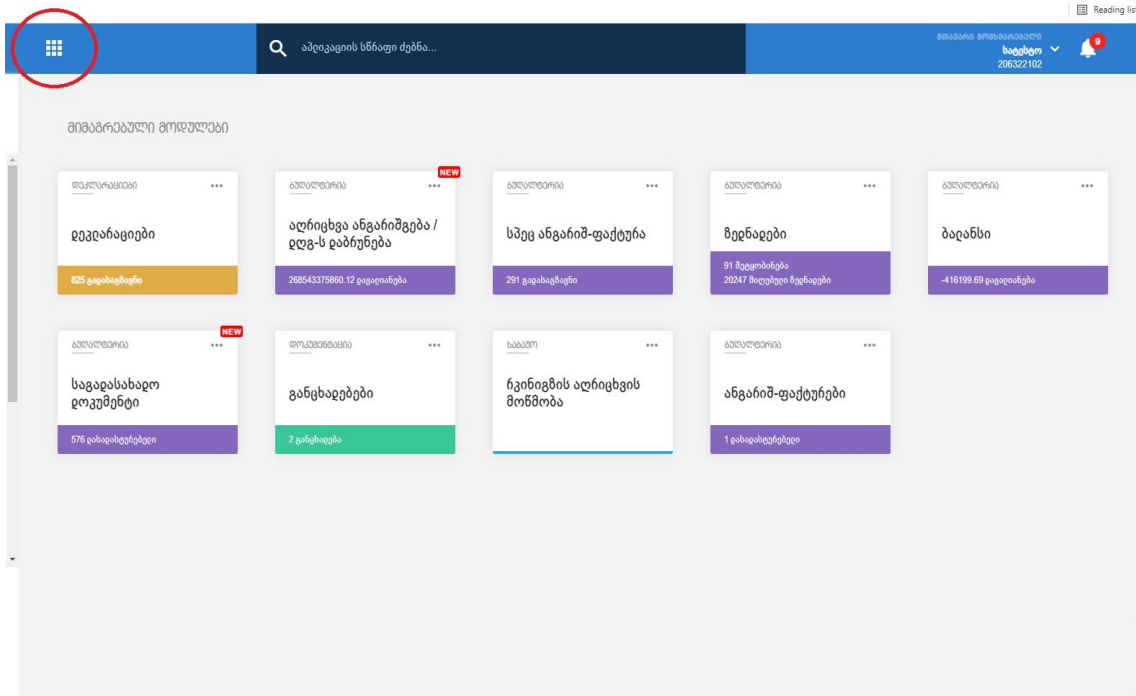 Reading list
აპლიკაციის სწრაფი ძებნა...
მთავარი მომხმარებელი
სატესტო
206322102
9
მიმაგრებული მოდულები
დეკლარაციები
დეკლარაციები
825 გადასაგზავნი
ბუღალტერია
NEW
აღრიცხვა ანგარიშგება /
დღგ-ს დაბრუნება
268543375860.12 დავალიანება
ბუღალტერია
სპეც ანგარიშ-ფაქტურა
291 გადასაგზავნი
ბუღალტერია
ზედნადები
91 შეტყობინება
20247 მიღებული ზედნადები
ბუღალტერია
ბალანსი
-416199.69 დავალიანება
ბუღალტერია
NEW
საგადასახადო
დოკუმენტი
576 დასადასტურებელი
დოკუმენტაცია
განცხადებები
2 განცხადება
საბაჟო
რკინიგზის აღრიცხვის
მოწმობა
ბუღალტერია
ანგარიშ-ფაქტურები
1 დასადასტურებელი